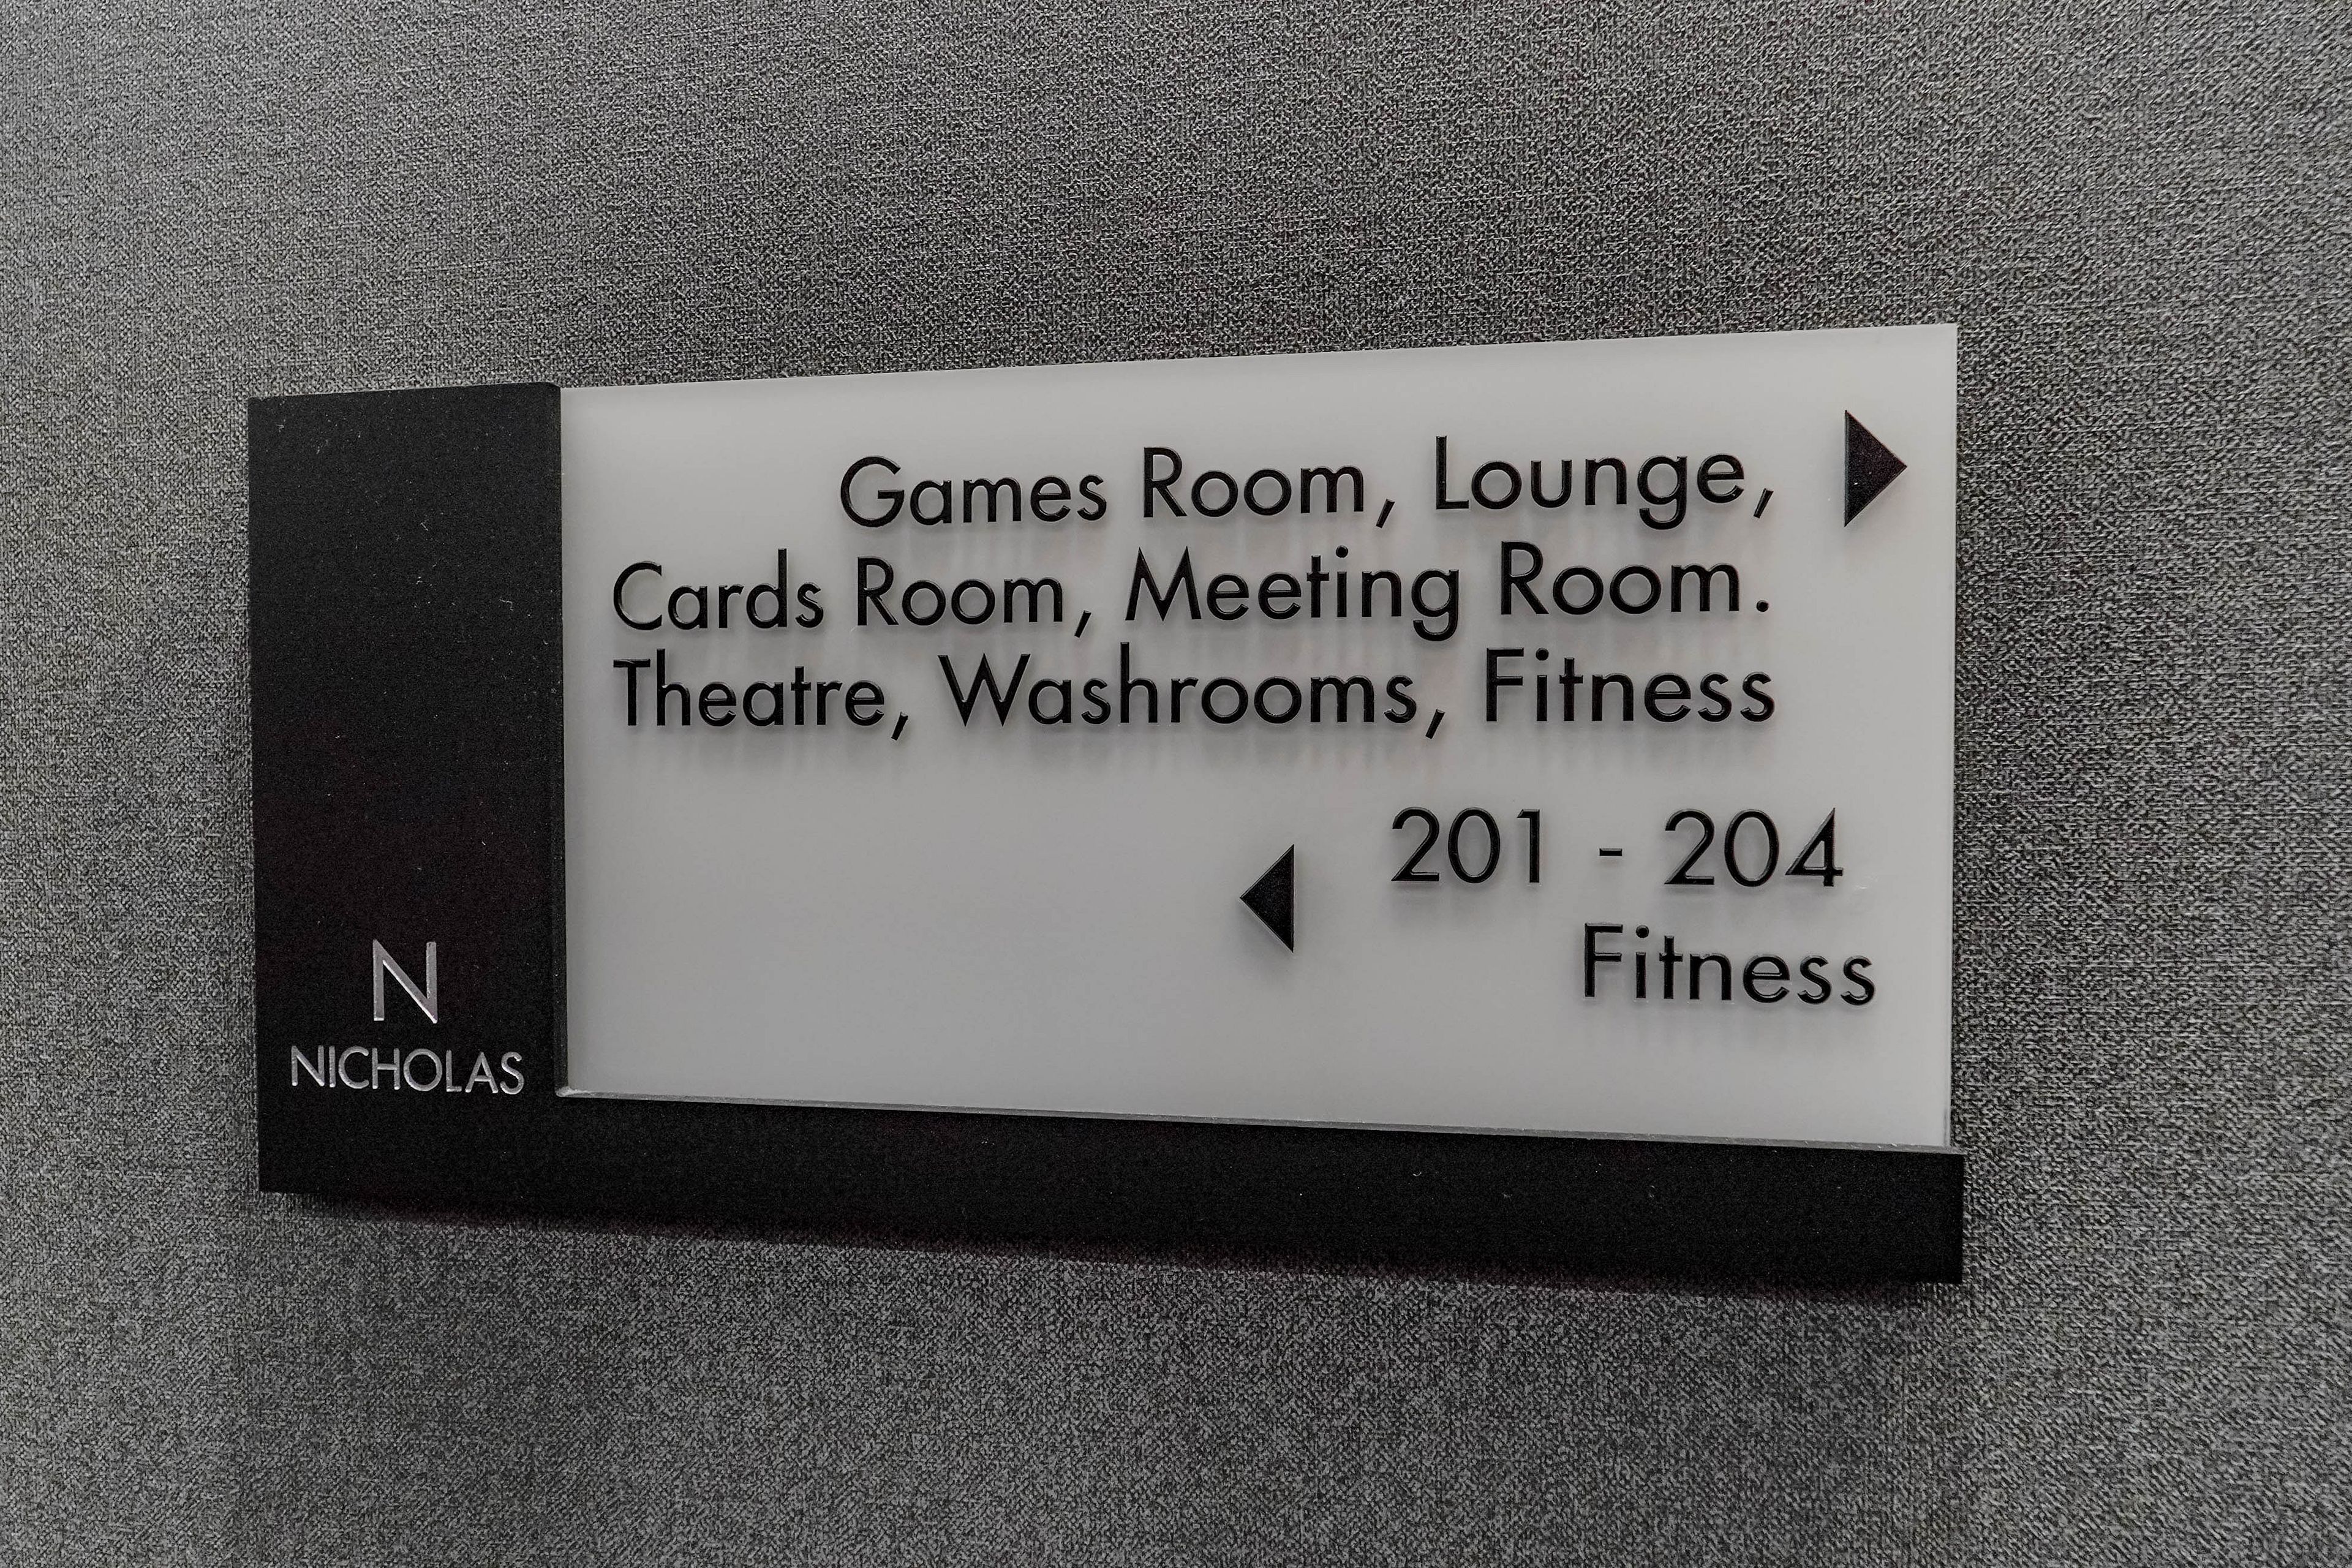 Games Room, Lounge,
Cards Room, Meeting Room.
Theatre, Washrooms, Fitness
201 - 204
Fitness
N
NICHOLAS